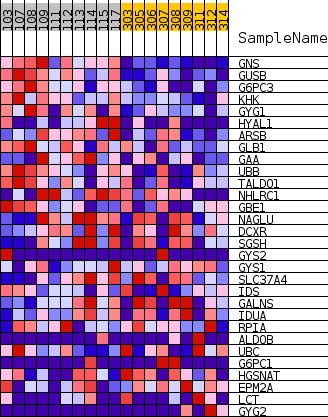 108 107 108 109 111 112 113 114 115 117 303 305 306 307 308 309 311 312 314
SampleName
GNS
GUSB
G6PC3
KHK
GYG1
HYAL1
ARSB
GLB1
GAA
UBB
TALDO1
NHLRC1
GBE1
NAGLU
DCXR
SGSH
GYS2
GYS1
SLC37A4
IDS
GALNS
IDUA
RPIA
ALDOB
UBC
G6PC1
HGSNAT
EPM2A
LCT
GYG2